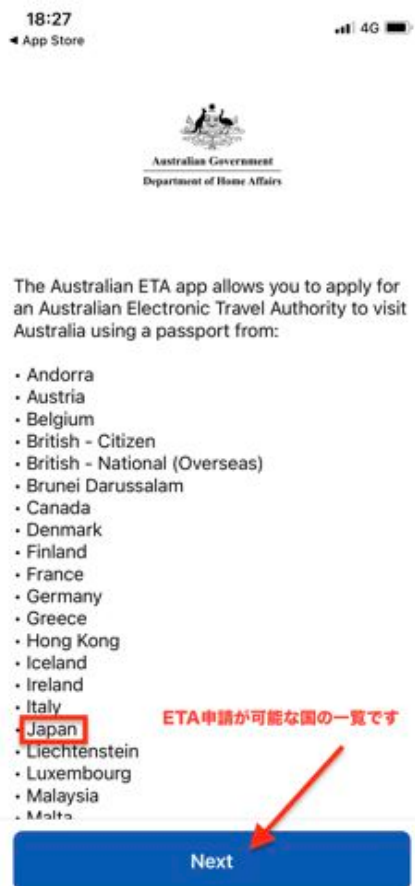 18:27
4G
◀ App Store
Australian Government
Department of Home Affairs
The Australian ETA app allows you to apply for
an Australian Electronic Travel Authority to visit
Australia using a passport from:
• Andorra
• Austria
• Belgium
• British - Citizen
• British - National (Overseas)
• Brunei Darussalam
• Canada
• Denmark
• Finland
• France
• Germany
• Greece
• Hong Kong
• Iceland
• Ireland
• Italy
• Japan
ETA申請が可能な国の一覧です
• Liechtenstein
• Luxembourg
• Malaysia
• Malta
Next